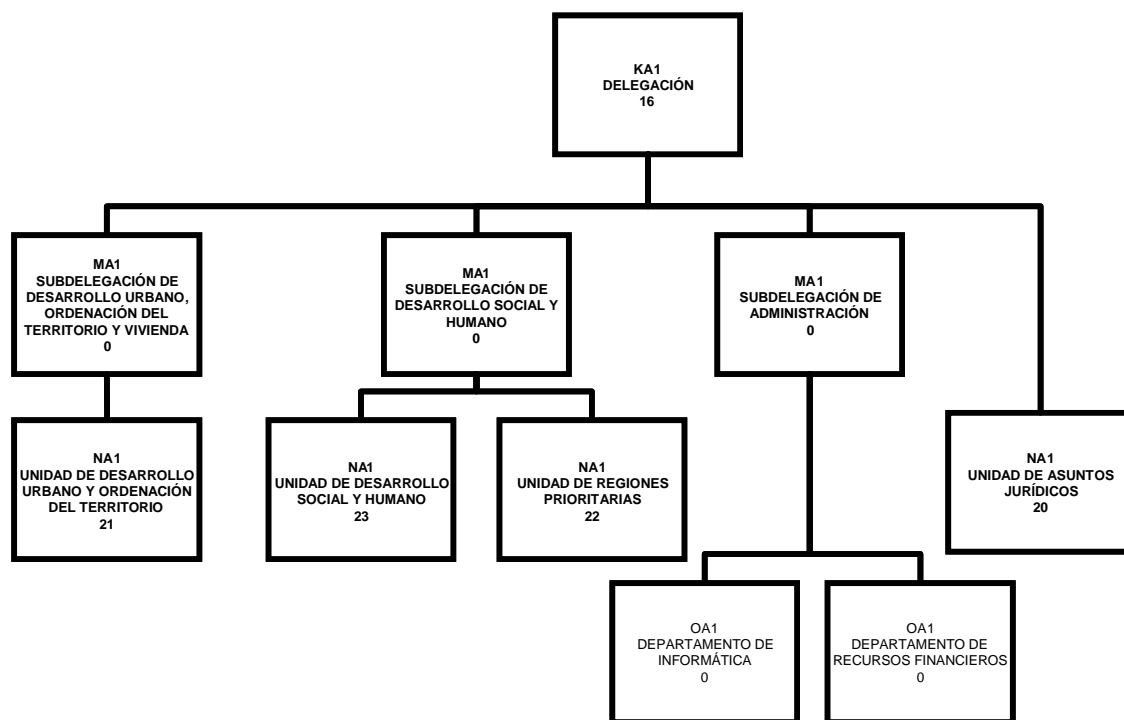 KA1
DELEGACIÓN
16
MA1
SUBDELEGACIÓN DE
DESARROLLO URBANO,
ORDENACIÓN DEL
TERRITORIO Y VIVIENDA
0
MA1
SUBDELEGACIÓN DE
DESARROLLO SOCIAL Y
HUMANO
0
MA1
SUBDELEGACIÓN DE
ADMINISTRACIÓN
0
NA1
UNIDAD DE DESARROLLO
URBANO Y ORDENACIÓN
DEL TERRITORIO
21
NA1
UNIDAD DE DESARROLLO
SOCIAL Y HUMANO
23
NA1
UNIDAD DE REGIONES
PRIORITARIAS
22
NA1
UNIDAD DE ASUNTOS
JURÍDICOS
20
OA1
DEPARTAMENTO DE
INFORMÁTICA
0
OA1
DEPARTAMENTO DE
RECURSOS FINANCIEROS
0